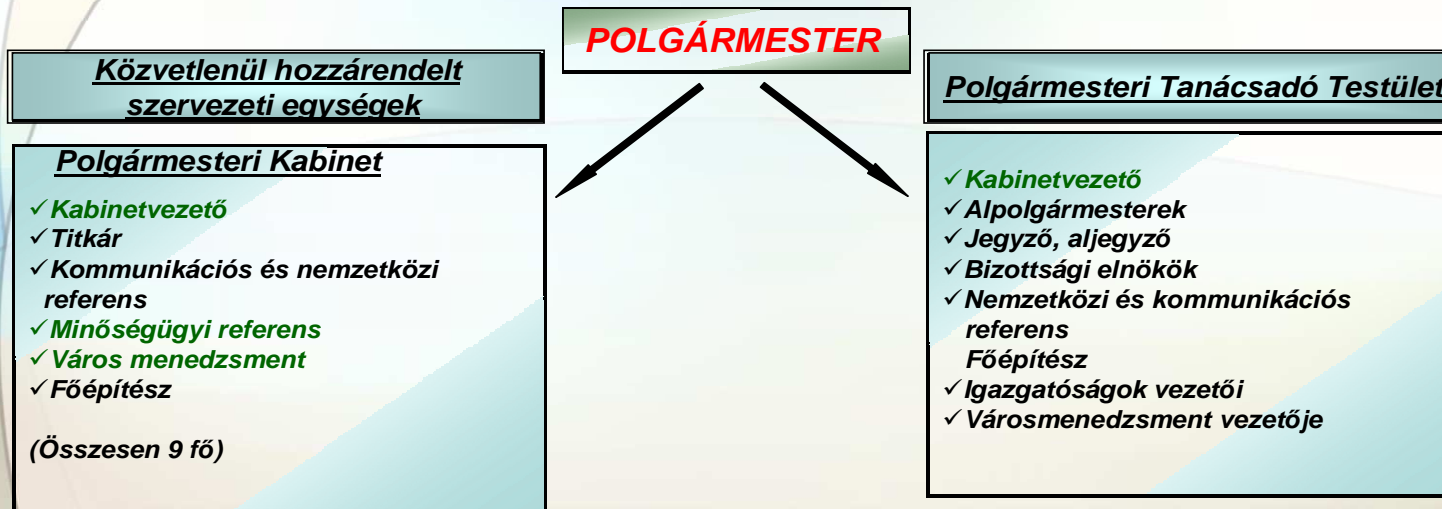 POLGÁRMESTER
Közvetlenül hozzárendelt
szervezeti egységek
Polgármesteri Kabinet
✓Kabinetvezető
✓Titkár
✓Kommunikációs és nemzetközi
referens
✓Minőségügyi referens
✓Város menedzsment
✓Főépítész
(Összesen 9 fő)
Polgármesteri Tanácsadó Testület
✓Kabinetvezető
✓Alpolgármesterek
✓Jegyző, aljegyző
✓Bizottsági elnökök
✓Nemzetközi és kommunikációs
referens
Főépítész
✓Igazgatóságok vezetői
✓Városmenedzsment vezetője